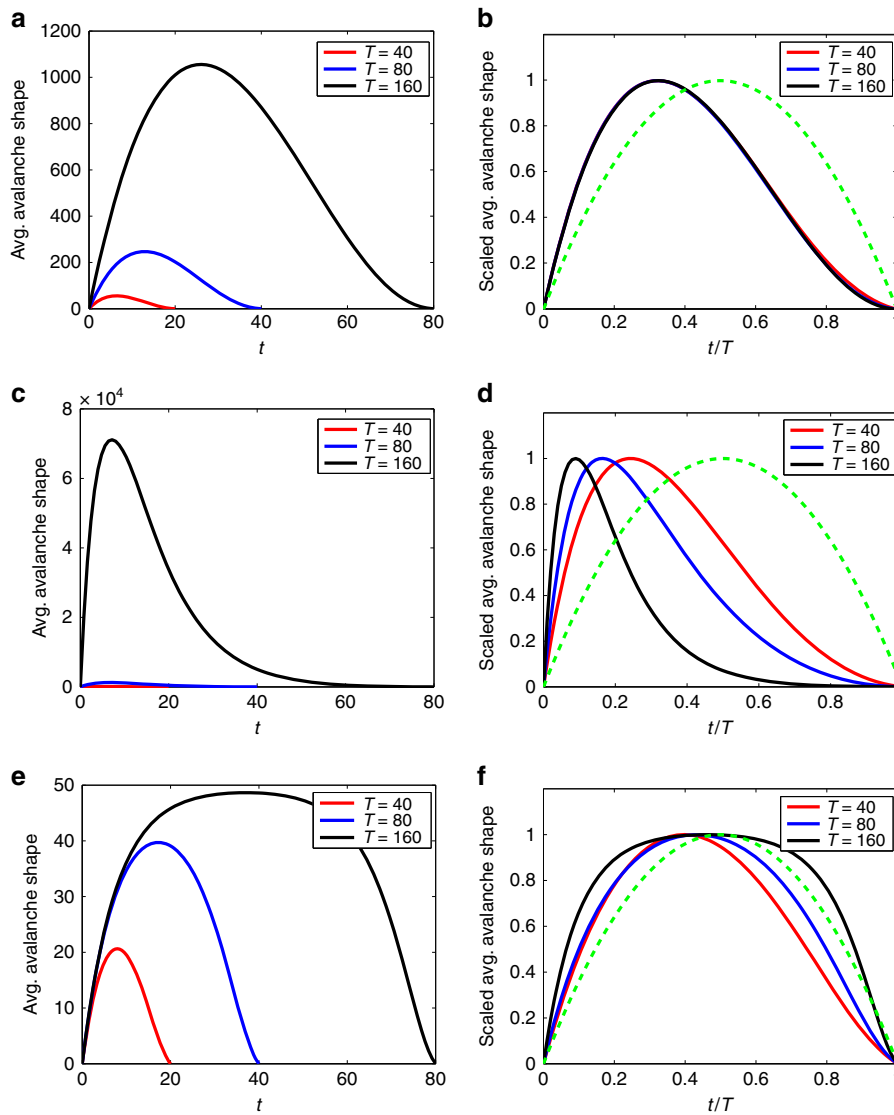 a
Avg. avalanche shape
1200
1000
800
600
400
200
0
0 20 40 60 80
t
T = 40
T = 80
T = 160
b
Scaled avg. avalanche shape
1
0.8
0.6
0.4
0.2
0
0 0.2 0.4 0.6 0.8
t/T
T = 40
T = 80
T = 160
c
× 10⁴
Avg. avalanche shape
8
6
4
2
0
0 20 40 60 80
t
T = 40
T = 80
T = 160
d
Scaled avg. avalanche shape
1
0.8
0.6
0.4
0.2
0
0 0.2 0.4 0.6 0.8
t/T
T = 40
T = 80
T = 160
e
Avg. avalanche shape
50
40
30
20
10
0
0 20 40 60 80
t
T = 40
T = 80
T = 160
f
Scaled avg. avalanche shape
1
0.8
0.6
0.4
0.2
0
0 0.2 0.4 0.6 0.8
t/T
T = 40
T = 80
T = 160